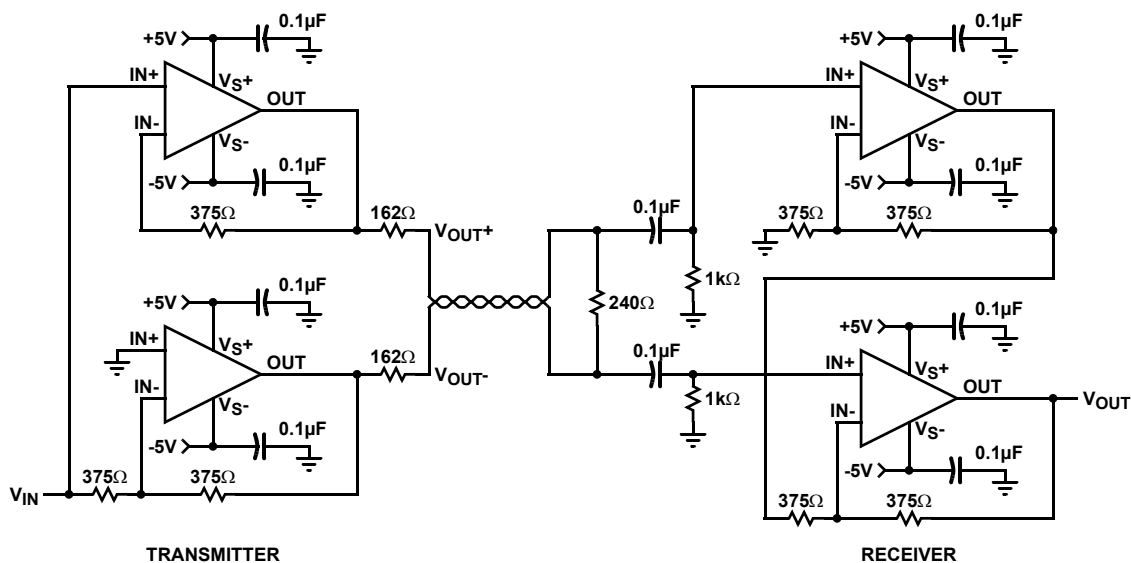 0.1µF
+5V
IN+
VS+
OUT
IN-
VS-
0.1µF
-5V
375Ω
162Ω
VOUT+
0.1µF
+5V
IN+
VS+
OUT
162Ω
VOUT-
IN-
VS-
0.1µF
-5V
375Ω
375Ω
VIN
TRANSMITTER
0.1µF
1kΩ
240Ω
0.1µF
1kΩ
0.1µF
+5V
IN+
VS+
OUT
IN-
VS-
0.1µF
-5V
375Ω
375Ω
0.1µF
+5V
IN+
VS+
OUT
VOUT
IN-
VS-
0.1µF
-5V
375Ω
375Ω
RECEIVER